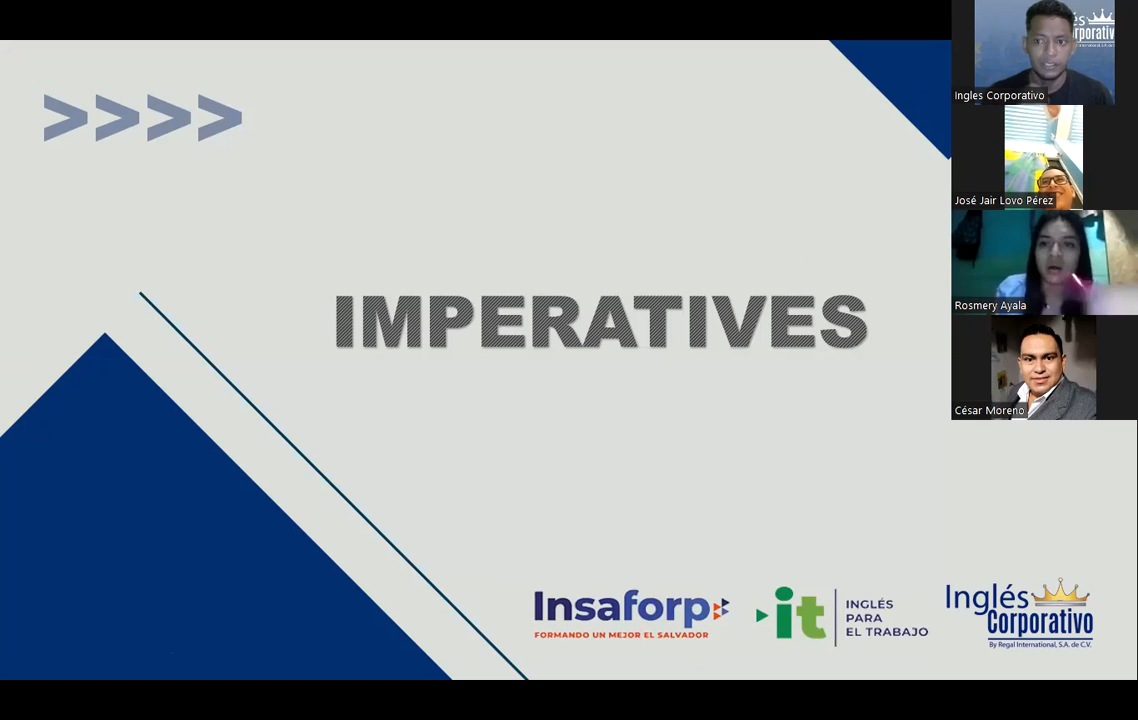 >>>>
IMPERATIVES
Insaforp
FORMANDO UN MEJOR EL SALVADOR
it
INGLÉS
PARA
EL TRABAJO
Inglés
Corporativo
By Regal International, S.A. de C.V.
Ingles Corporativo
José Jair Lovo Pérez
Rosmery Ayala
César Moreno